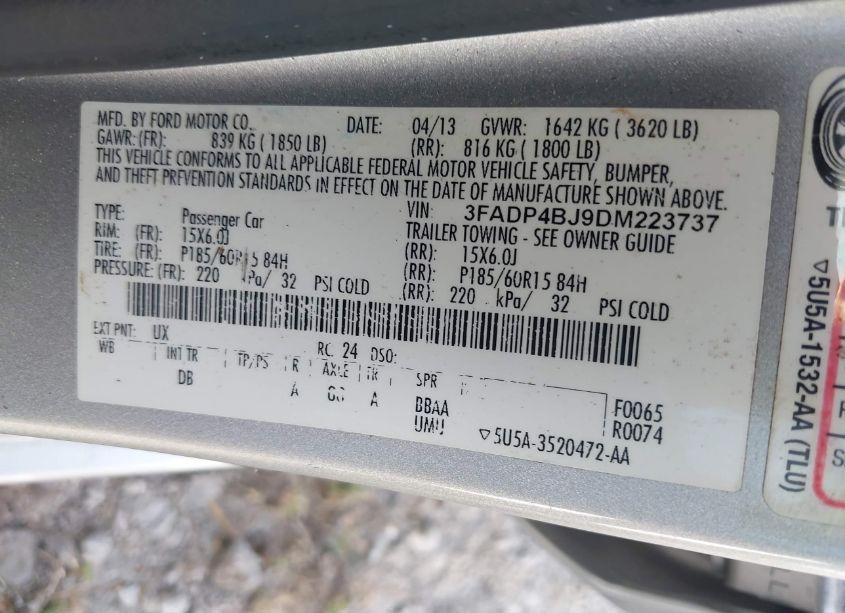 MFD. BY FORD MOTOR CO. DATE: 04/13 GVWR: 1642 KG ( 3620 LB)
GAWR: (FR): 839 KG ( 1850 LB) (RR): 816 KG ( 1800 LB)
THIS VEHICLE CONFORMS TO ALL APPLICABLE FEDERAL MOTOR VEHICLE SAFETY, BUMPER,
AND THEFT PREVENTION STANDARDS IN EFFECT ON THE DATE OF MANUFACTURE SHOWN ABOVE.
VIN: 3FADP4BJ9DM223737
TYPE: Passenger Car TRAILER TOWING - SEE OWNER GUIDE
RIM: (FR): 15X6.0J (RR): 15X6.0J
TIRE: (FR): P185/60R15 84H (RR): P185/60R15 84H
PRESSURE: (FR): 220 kPa/ 32 PSI COLD (RR): 220 kPa/ 32 PSI COLD
EXT PNT: UX RC: 24 DSO:
WB INT TR TP/PS R AXLE TR SPR
DB A A BBAA F0065
UMU R0074
▽5U5A-3520472-AA
▽5U5A-1532-AA (TLU)